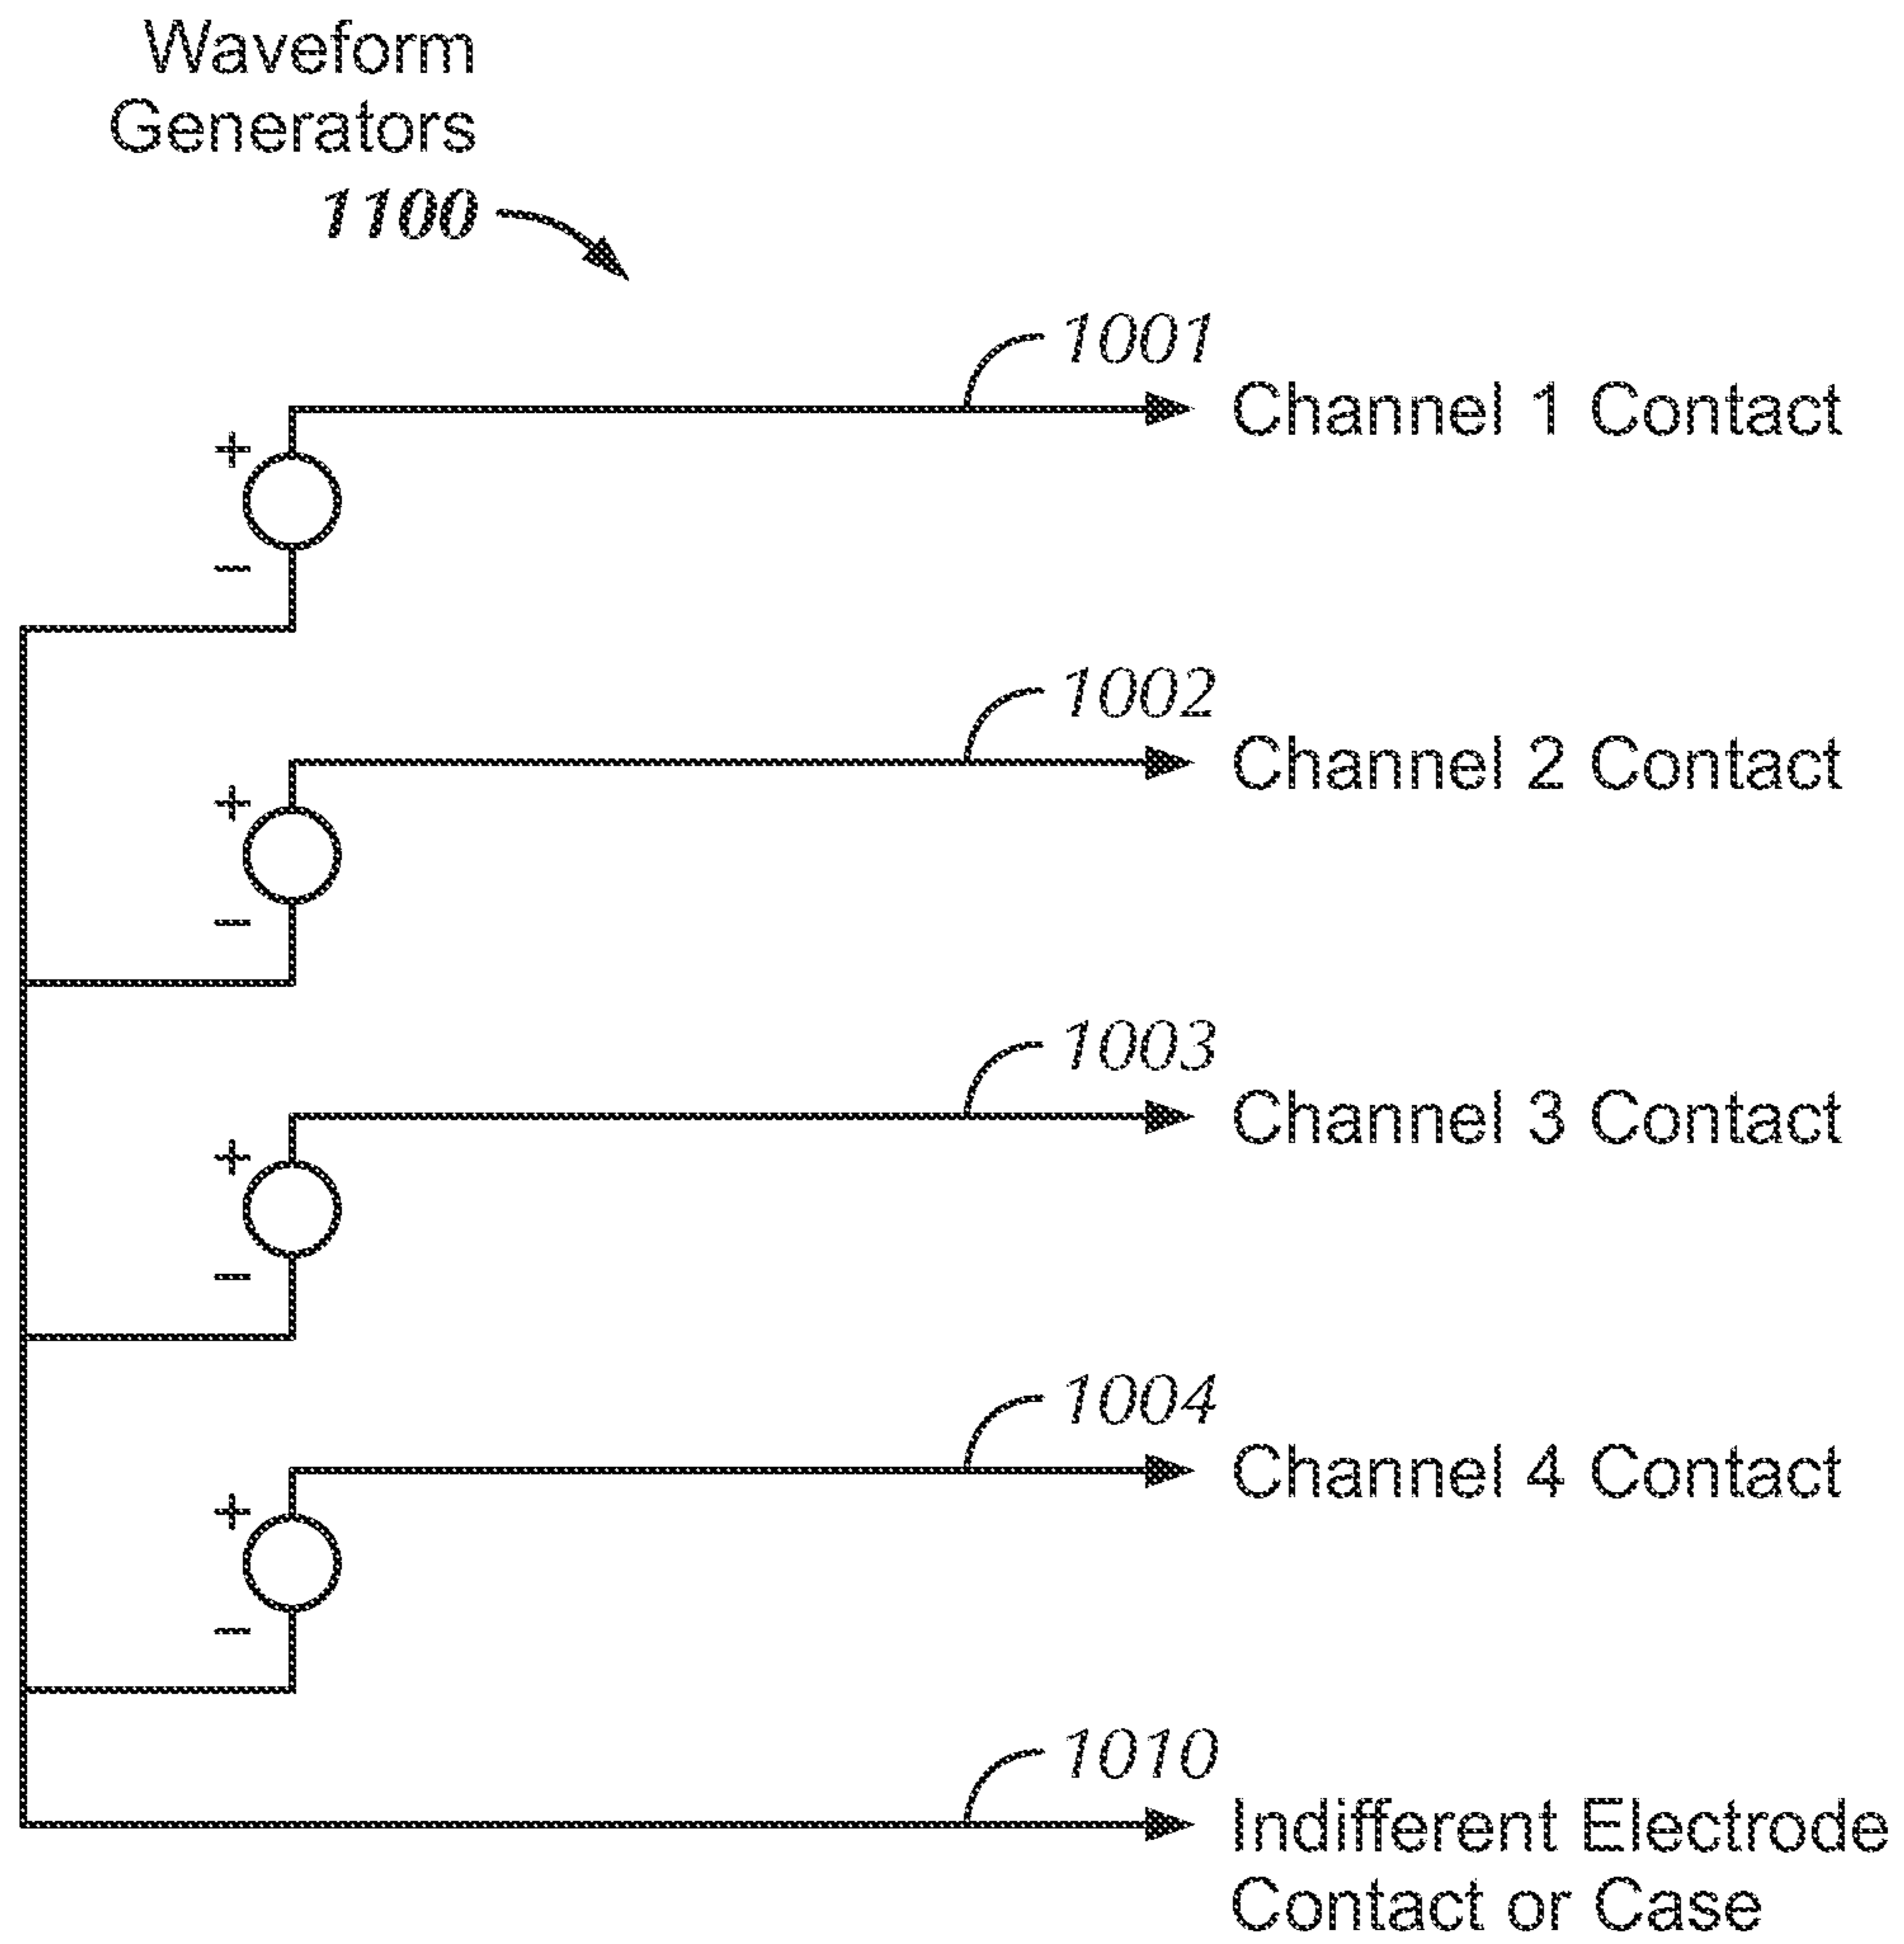 Waveform
Generators
1100
1001
Channel 1 Contact
+
−
1002
Channel 2 Contact
+
−
1003
Channel 3 Contact
+
−
1004
Channel 4 Contact
+
−
1010
Indifferent Electrode
Contact or Case